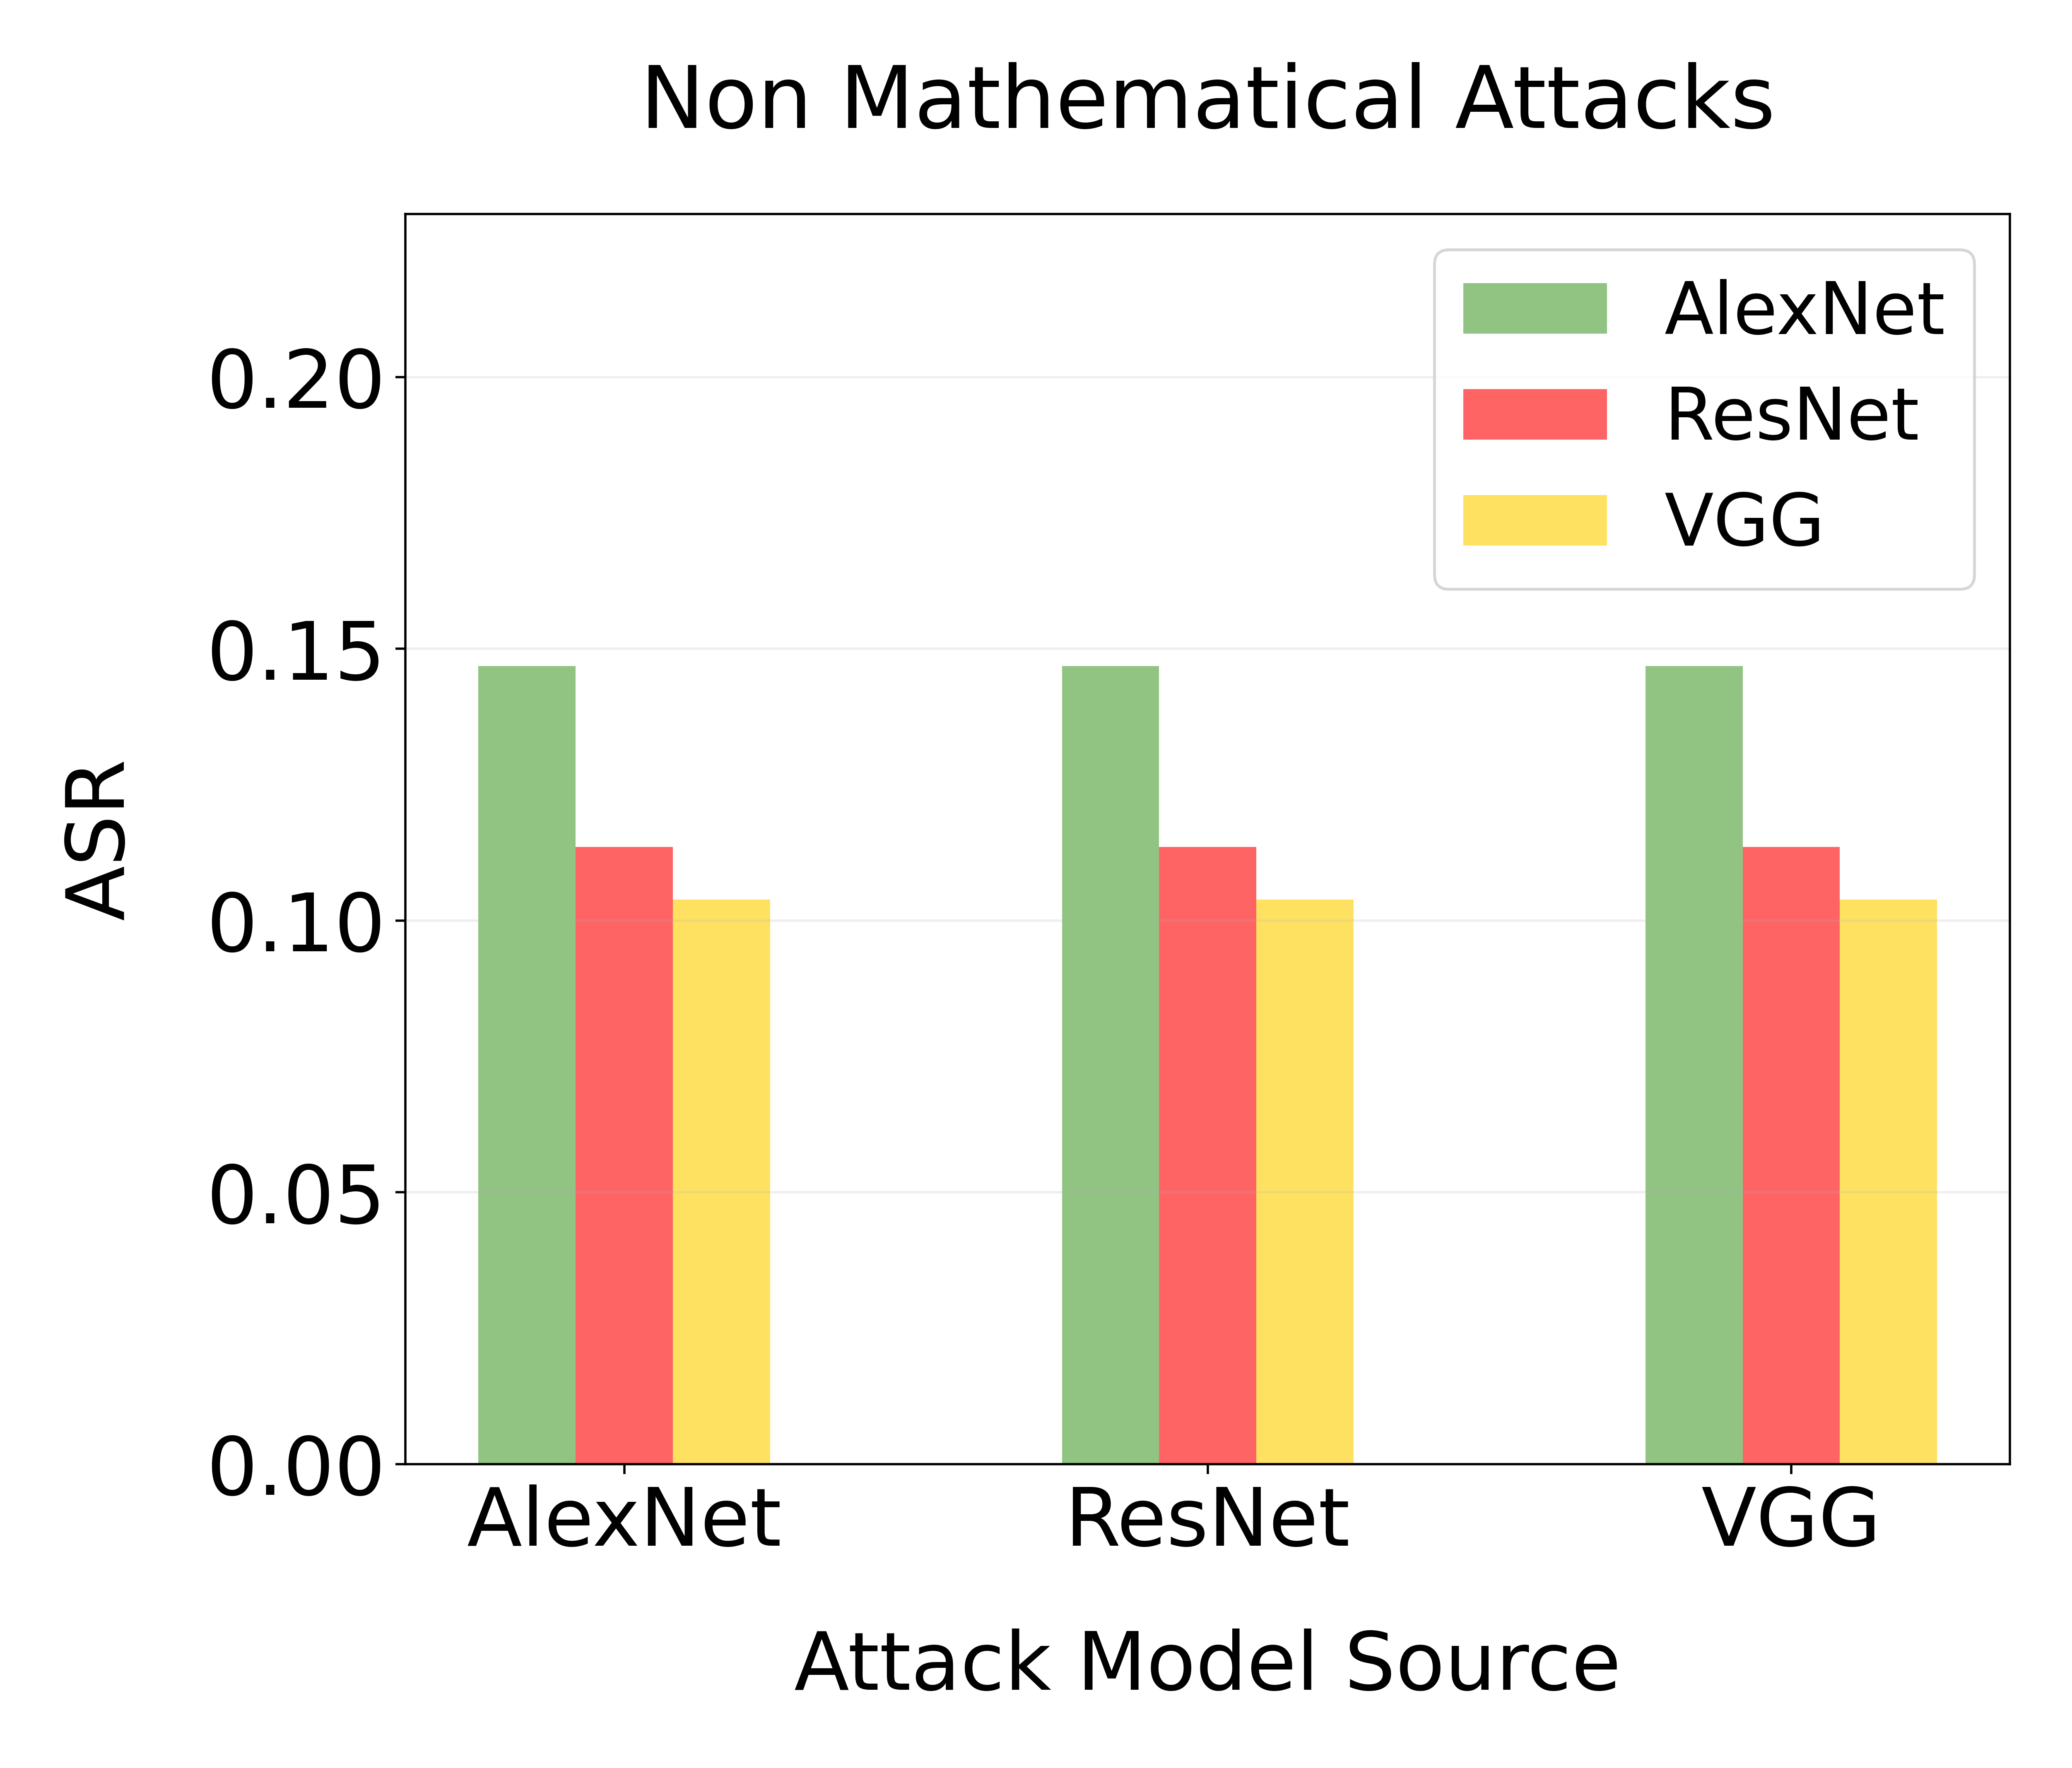 Non Mathematical Attacks
AlexNet
ResNet
VGG
0.20
0.15
0.10
0.05
0.00
ASR
AlexNet ResNet VGG
Attack Model Source